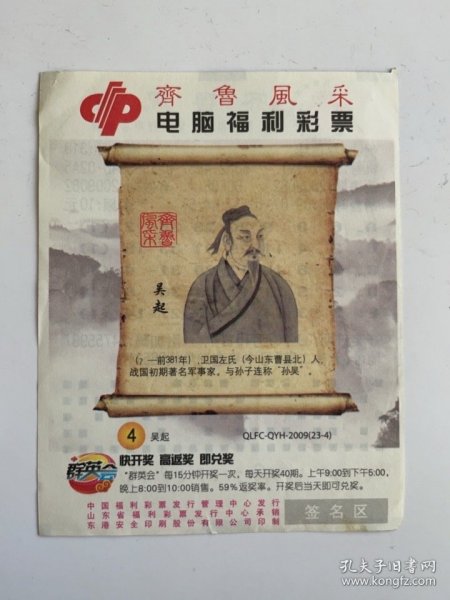 齊魯風采
电脑福利彩票
齊魯風采
吴起
(? —前381年),卫国左氏(今山东曹县北)人,
战国初期著名军事家。与孙子连称"孙吴"。
4 吴起 QLFC-QYH-2009(23-4)
群英会
快开奖 高返奖 即兑奖
"群英会"每15分钟开奖一次,每天开奖40期。上午9:00到下午5:00,
晚上8:00到10:00销售。59%返奖率。开奖后当天即可兑奖。
中国福利彩票发行管理中心发行
山东省福利彩票发行中心承销
东港安全印刷股份有限公司印制
签名区
孔夫子旧书网
www.kongfz.com